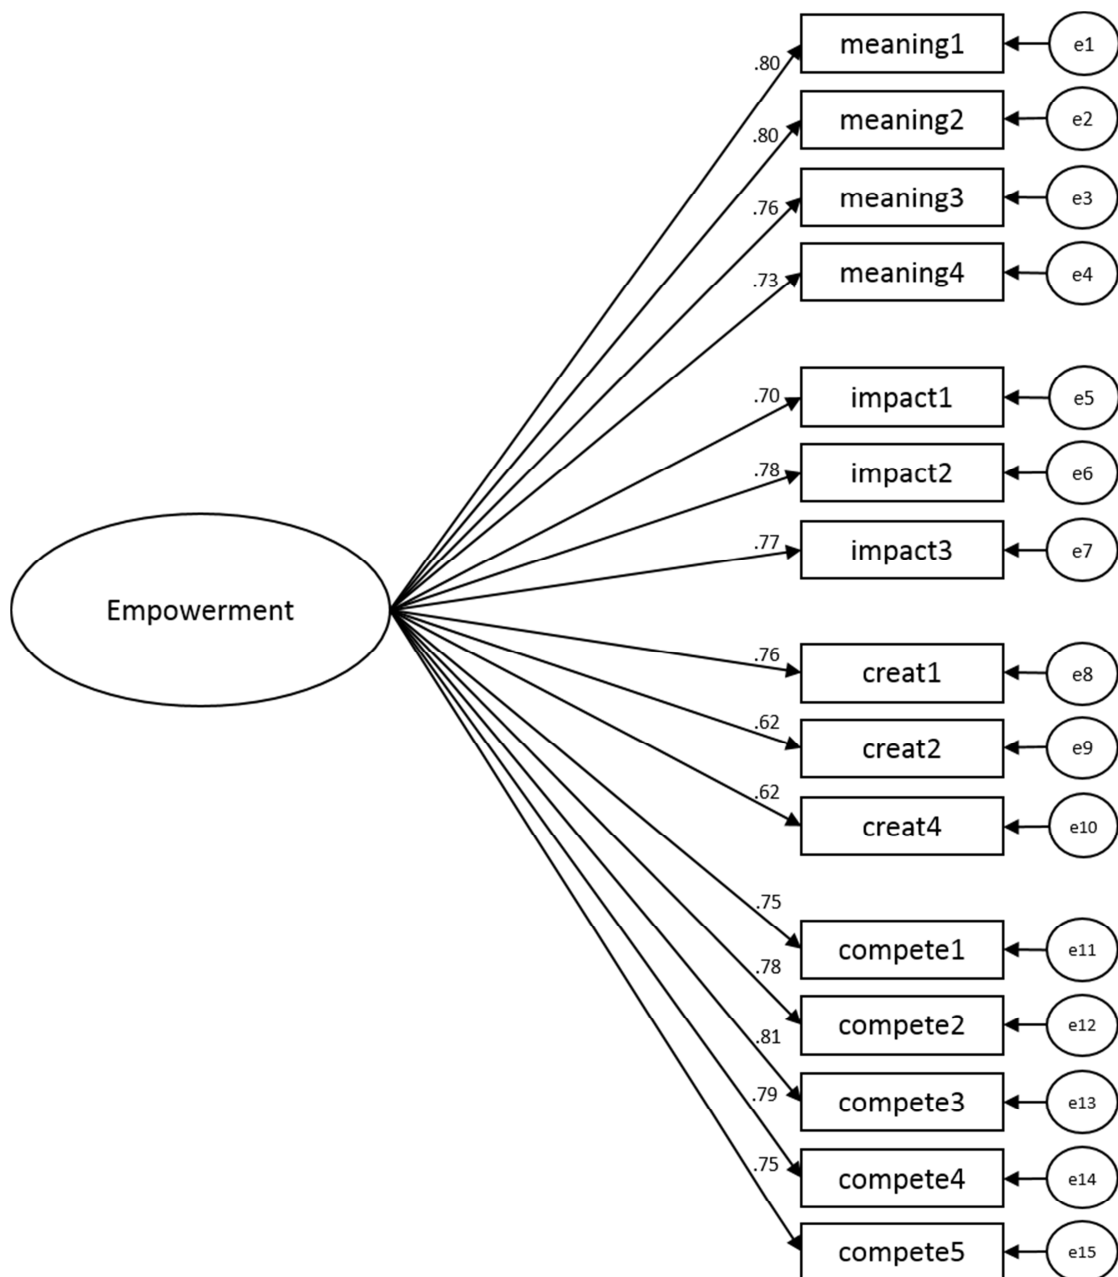 .80
meaning1
e1
.80
meaning2
e2
.76
meaning3
e3
.73
meaning4
e4
.70
impact1
e5
.78
impact2
e6
.77
impact3
e7
Empowerment
.76
creat1
e8
.62
creat2
e9
.62
creat4
e10
.75
compete1
e11
.78
compete2
e12
.81
compete3
e13
.79
compete4
e14
.75
compete5
e15